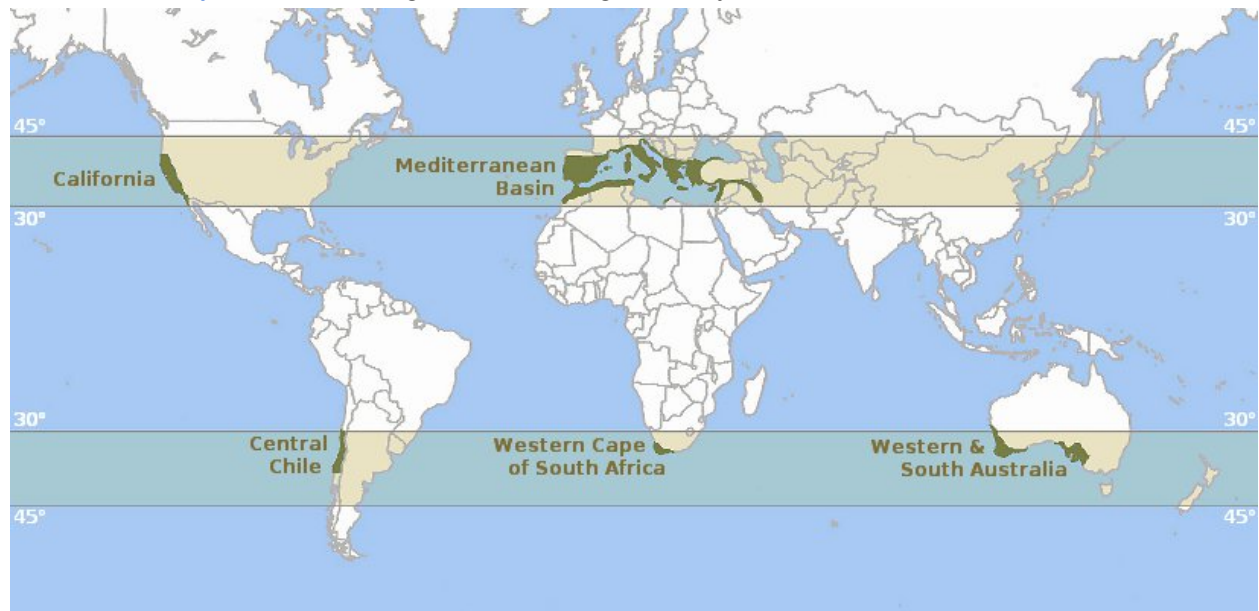 45°
45°
California
Mediterranean
Basin
30°
30°
30°
30°
Central
Chile
Western Cape
of South Africa
Western &
South Australia
45°
45°